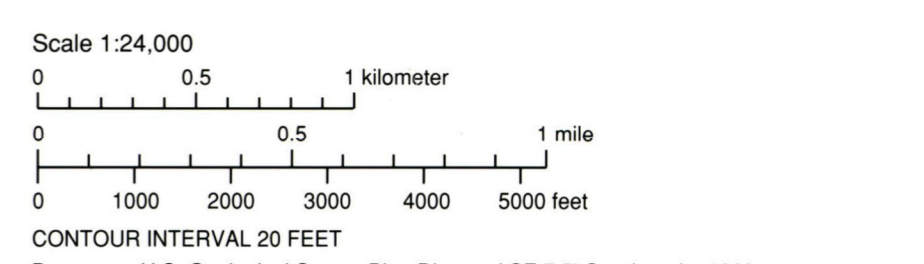 Scale 1:24,000
0 0.5 1 kilometer
0 0.5 1 mile
0 1000 2000 3000 4000 5000 feet
CONTOUR INTERVAL 20 FEET